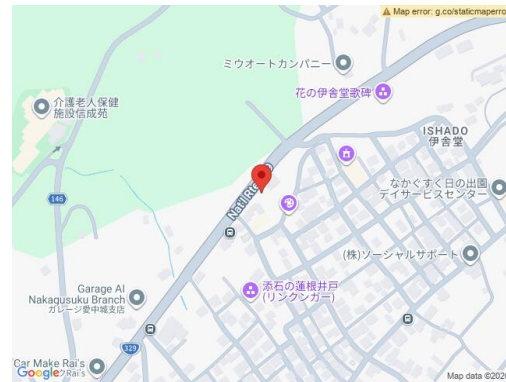 Map error: g.co/staticmaperro
ミウオートカンパニー
花の伊舎堂歌碑
介護老人保健
施設信成苑
ISHADO
伊舎堂
なかぐすく日の出園
デイサービスセンター
146
Nat'l Rte
(株)ソーシャルサポート
添石の蓮根井戸
(リンクンガー)
Garage AI
Nakagusuku Branch
ガレージ愛中城支店
329
Car Make Rai's
Google
Rai's
Map data ©2026